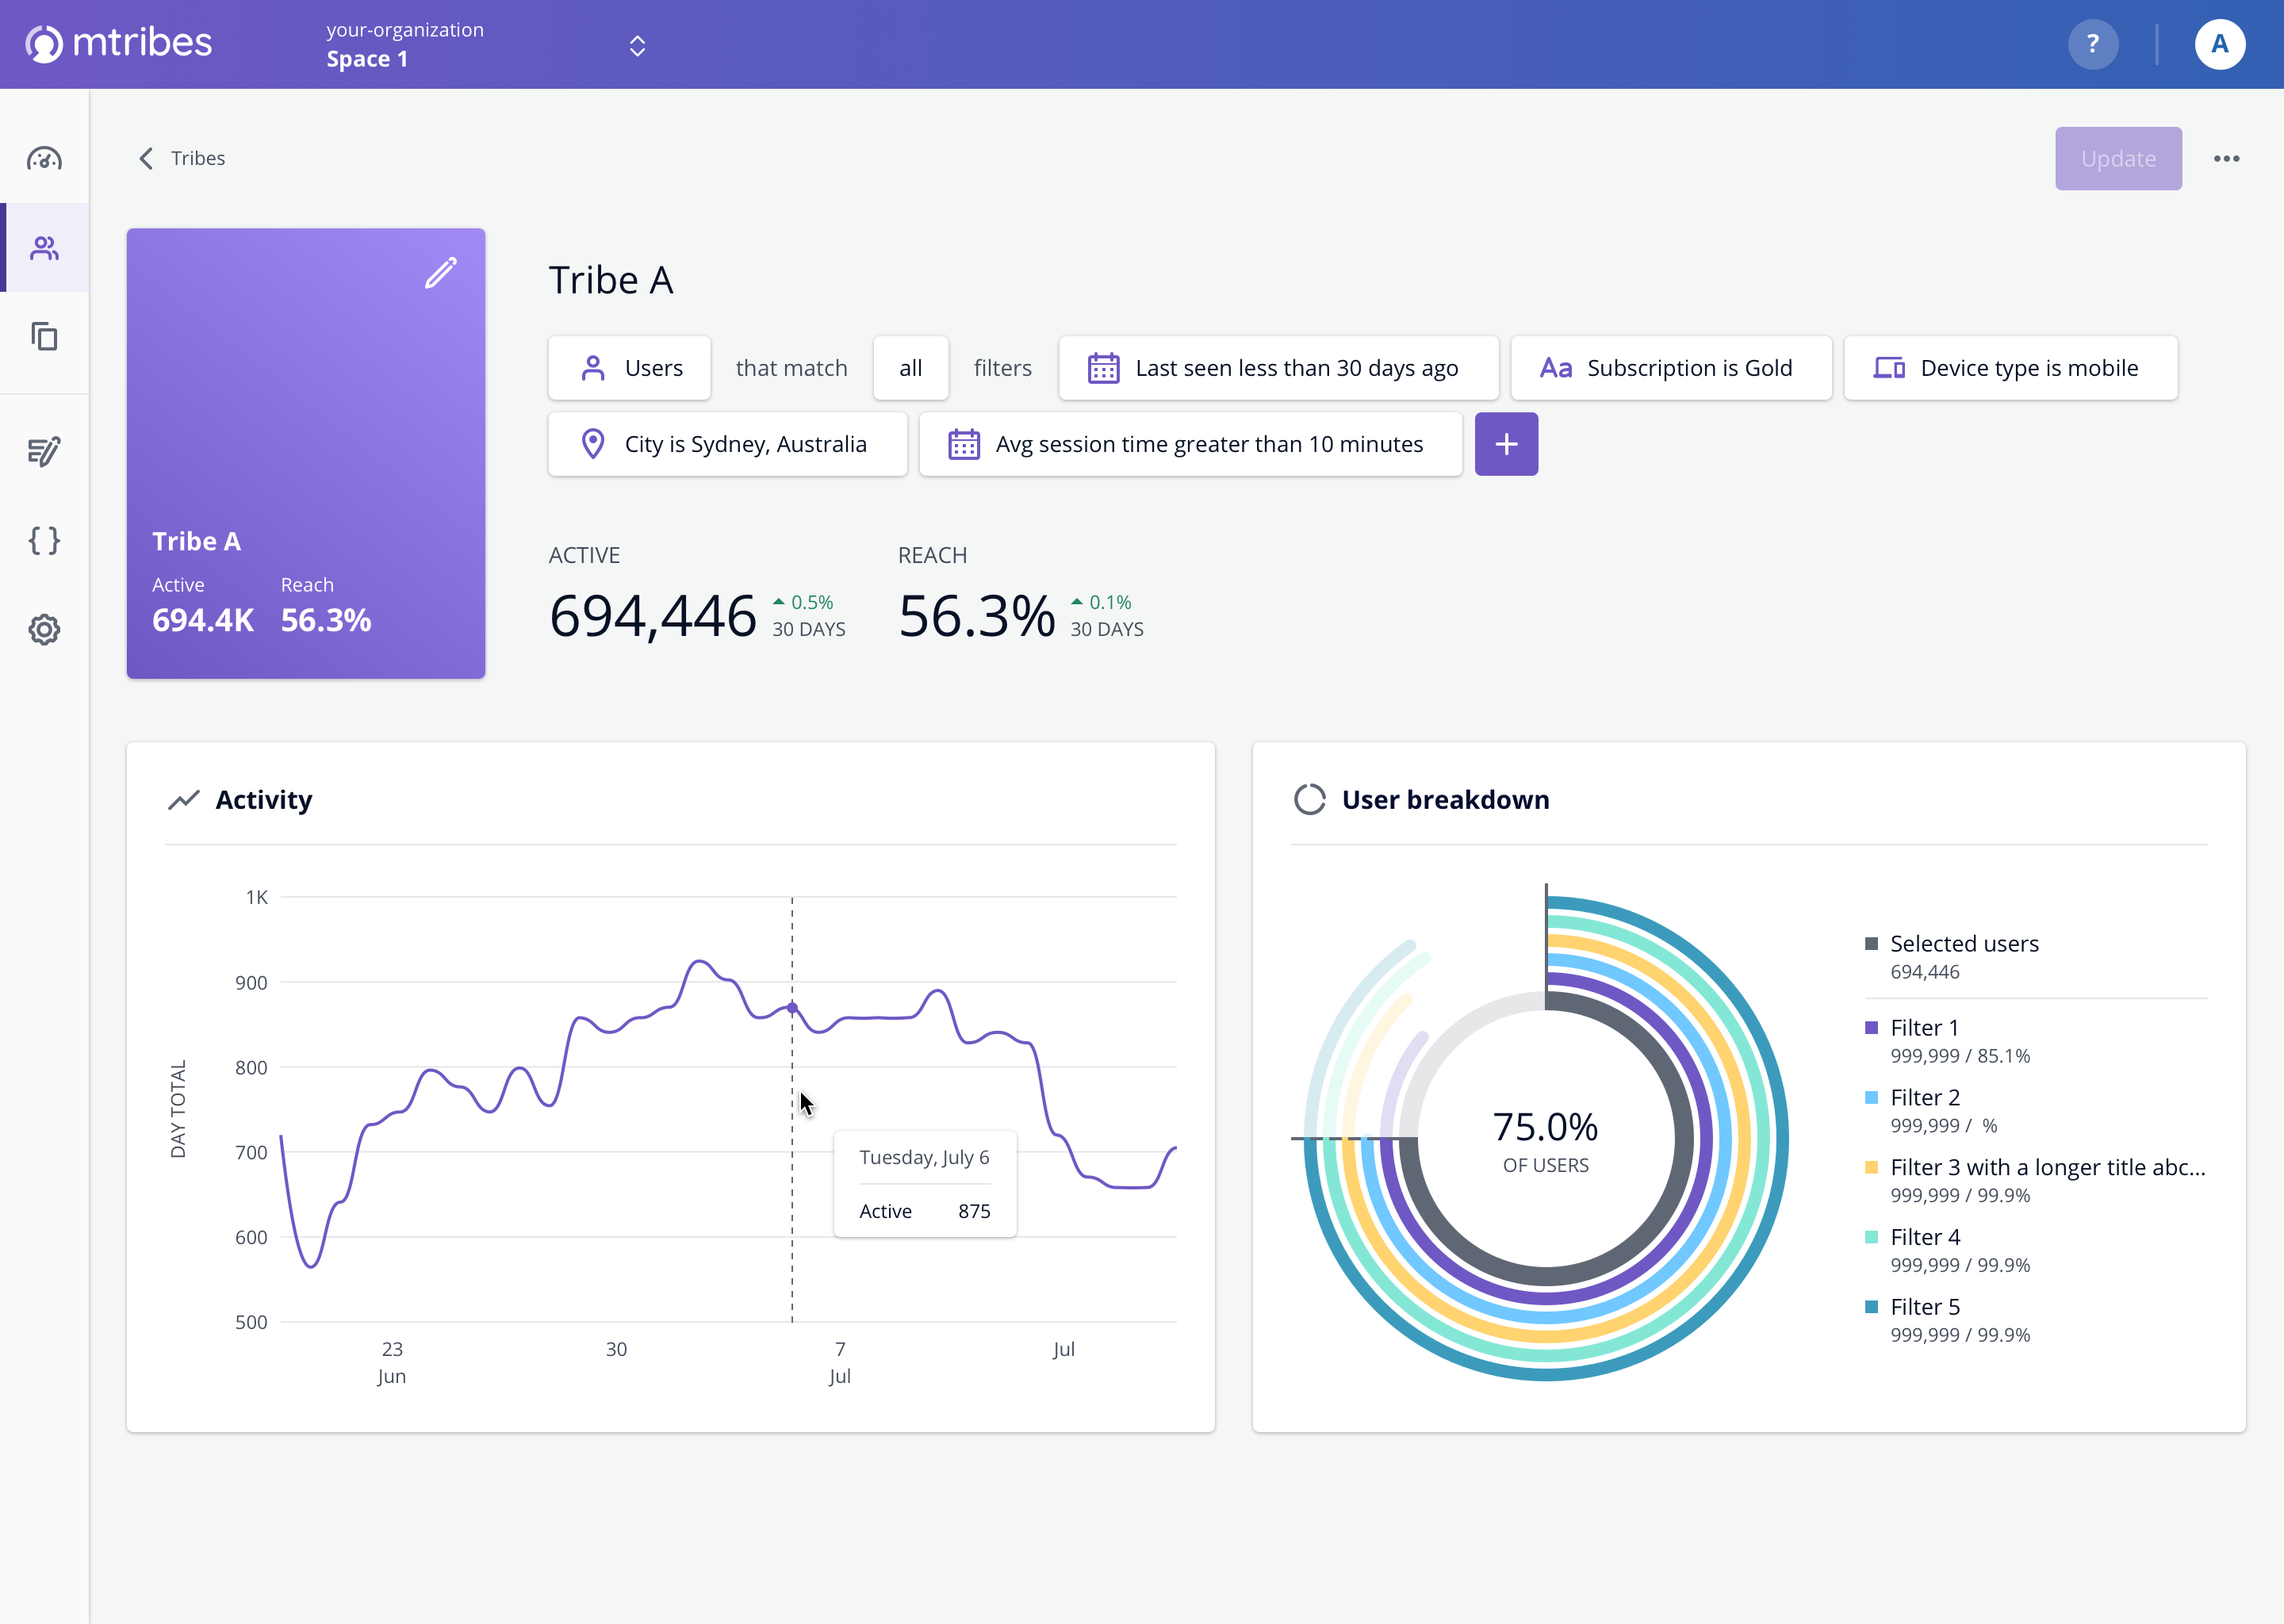 mtribes
your-organization
Space 1
?
A
Tribes
Update
Tribe A
Active Reach
694.4K 56.3%
Tribe A
Users that match all filters Last seen less than 30 days ago Aa Subscription is Gold Device type is mobile
City is Sydney, Australia Avg session time greater than 10 minutes +
ACTIVE
694,446
0.5%
30 DAYS
REACH
56.3%
0.1%
30 DAYS
Activity
DAY TOTAL
1K
900
800
700
600
500
23
Jun
30
7
Jul
Jul
Tuesday, July 6
Active 875
User breakdown
75.0%
OF USERS
Selected users
694,446
Filter 1
999,999 / 85.1%
Filter 2
999,999 / %
Filter 3 with a longer title abc...
999,999 / 99.9%
Filter 4
999,999 / 99.9%
Filter 5
999,999 / 99.9%